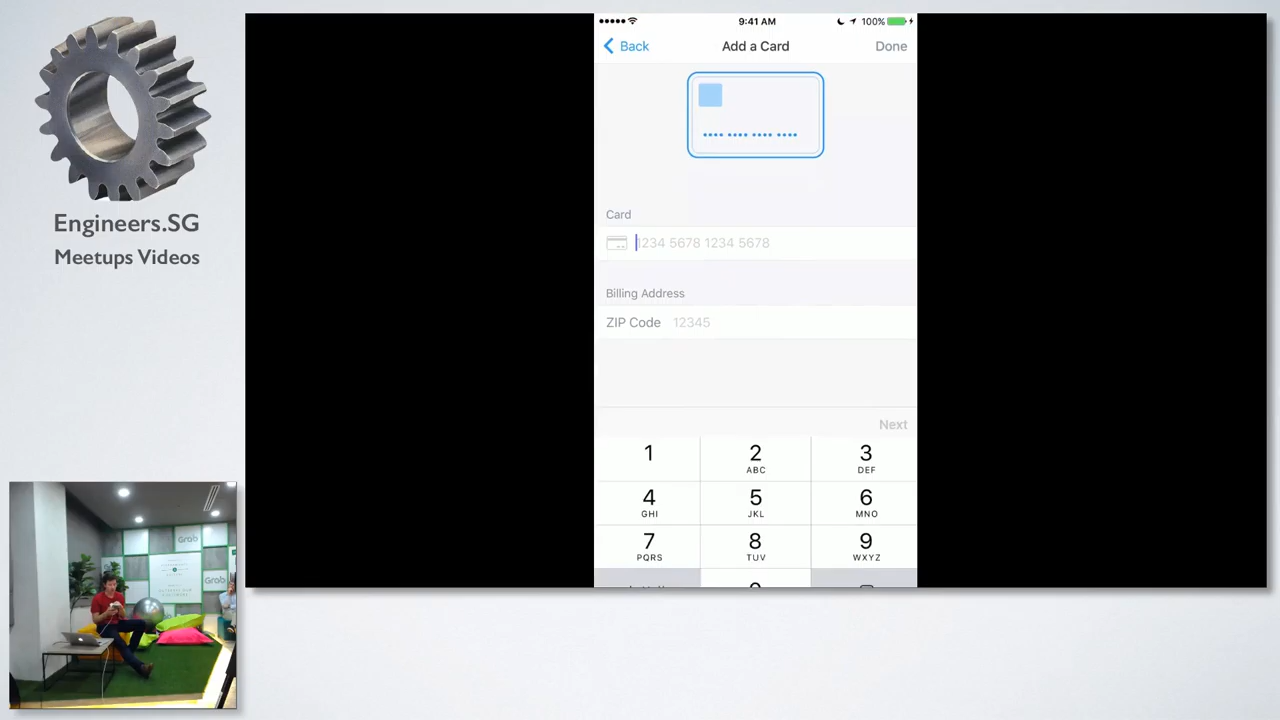 Engineers.SG
Meetups Videos
9:41 AM
100%
Back
Add a Card
Done
•••• •••• •••• ••••
Card
1234 5678 1234 5678
Billing Address
ZIP Code 12345
Next
1
2
3
ABC
DEF
4
5
6
GHI
JKL
MNO
7
8
9
PQRS
TUV
WXYZ
Grab
Grab